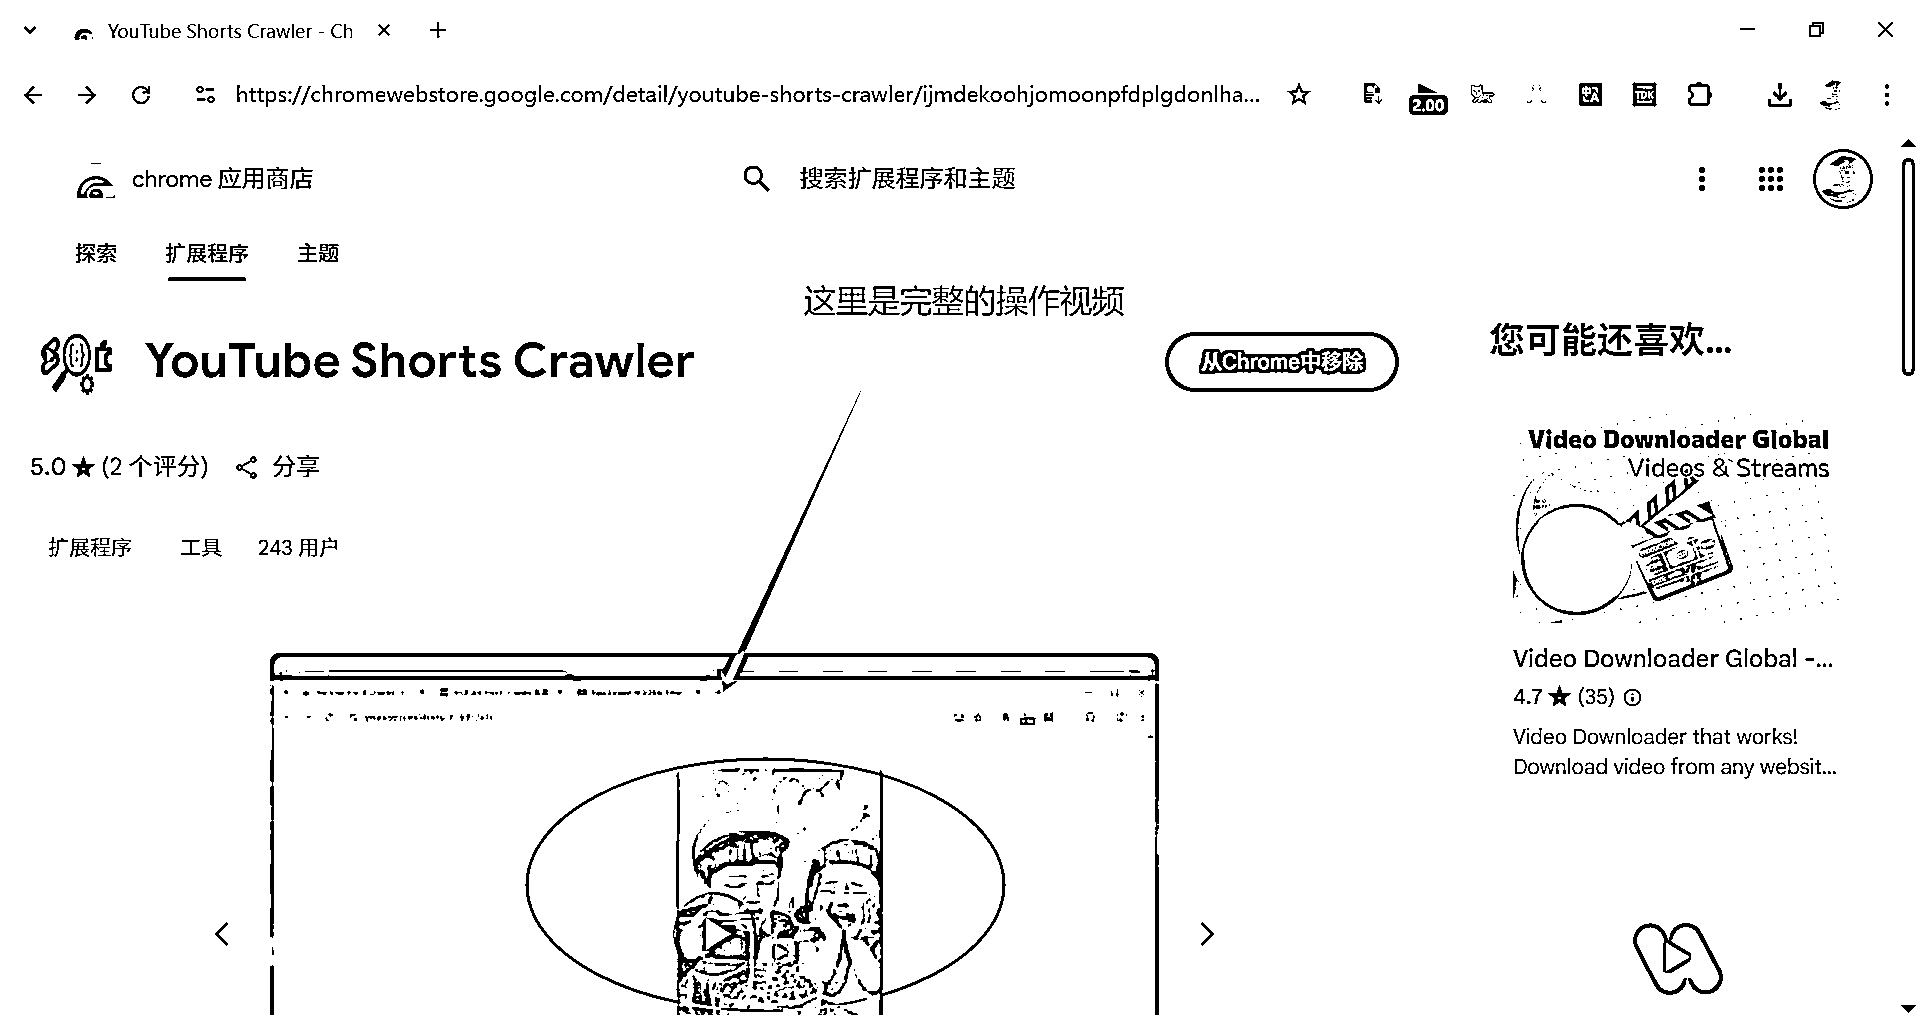 YouTube Shorts Crawler - Ch
https://chromewebstore.google.com/detail/youtube-shorts-crawler/ijmdekoohjomoonpfdplgdonlha...
2.00
TDK
chrome 应用商店
搜索扩展程序和主题
探索 扩展程序 主题
这里是完整的操作视频
YouTube Shorts Crawler
从Chrome中移除
5.0 ★ (2 个评分) 分享
扩展程序 工具 243 用户
您可能还喜欢...
Video Downloader Global
Videos & Streams
Video Downloader Global -...
4.7 ★ (35)
Video Downloader that works!
Download video from any websit...